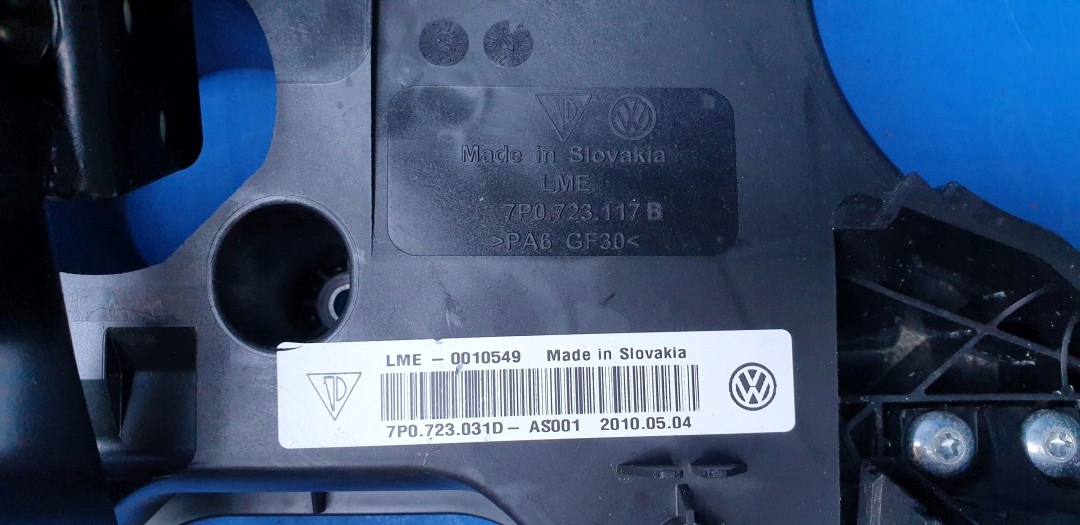 Made in Slovakia
LME
7P0.723.117 B
>PA6 GF30<
LME - 0010549 Made in Slovakia
7P0.723.031D - AS001 2010.05.04